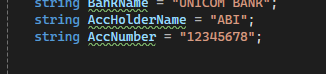 string BankName = "UNICOM BANK";
string AccHolderName = "ABI";
string AccNumber = "12345678";